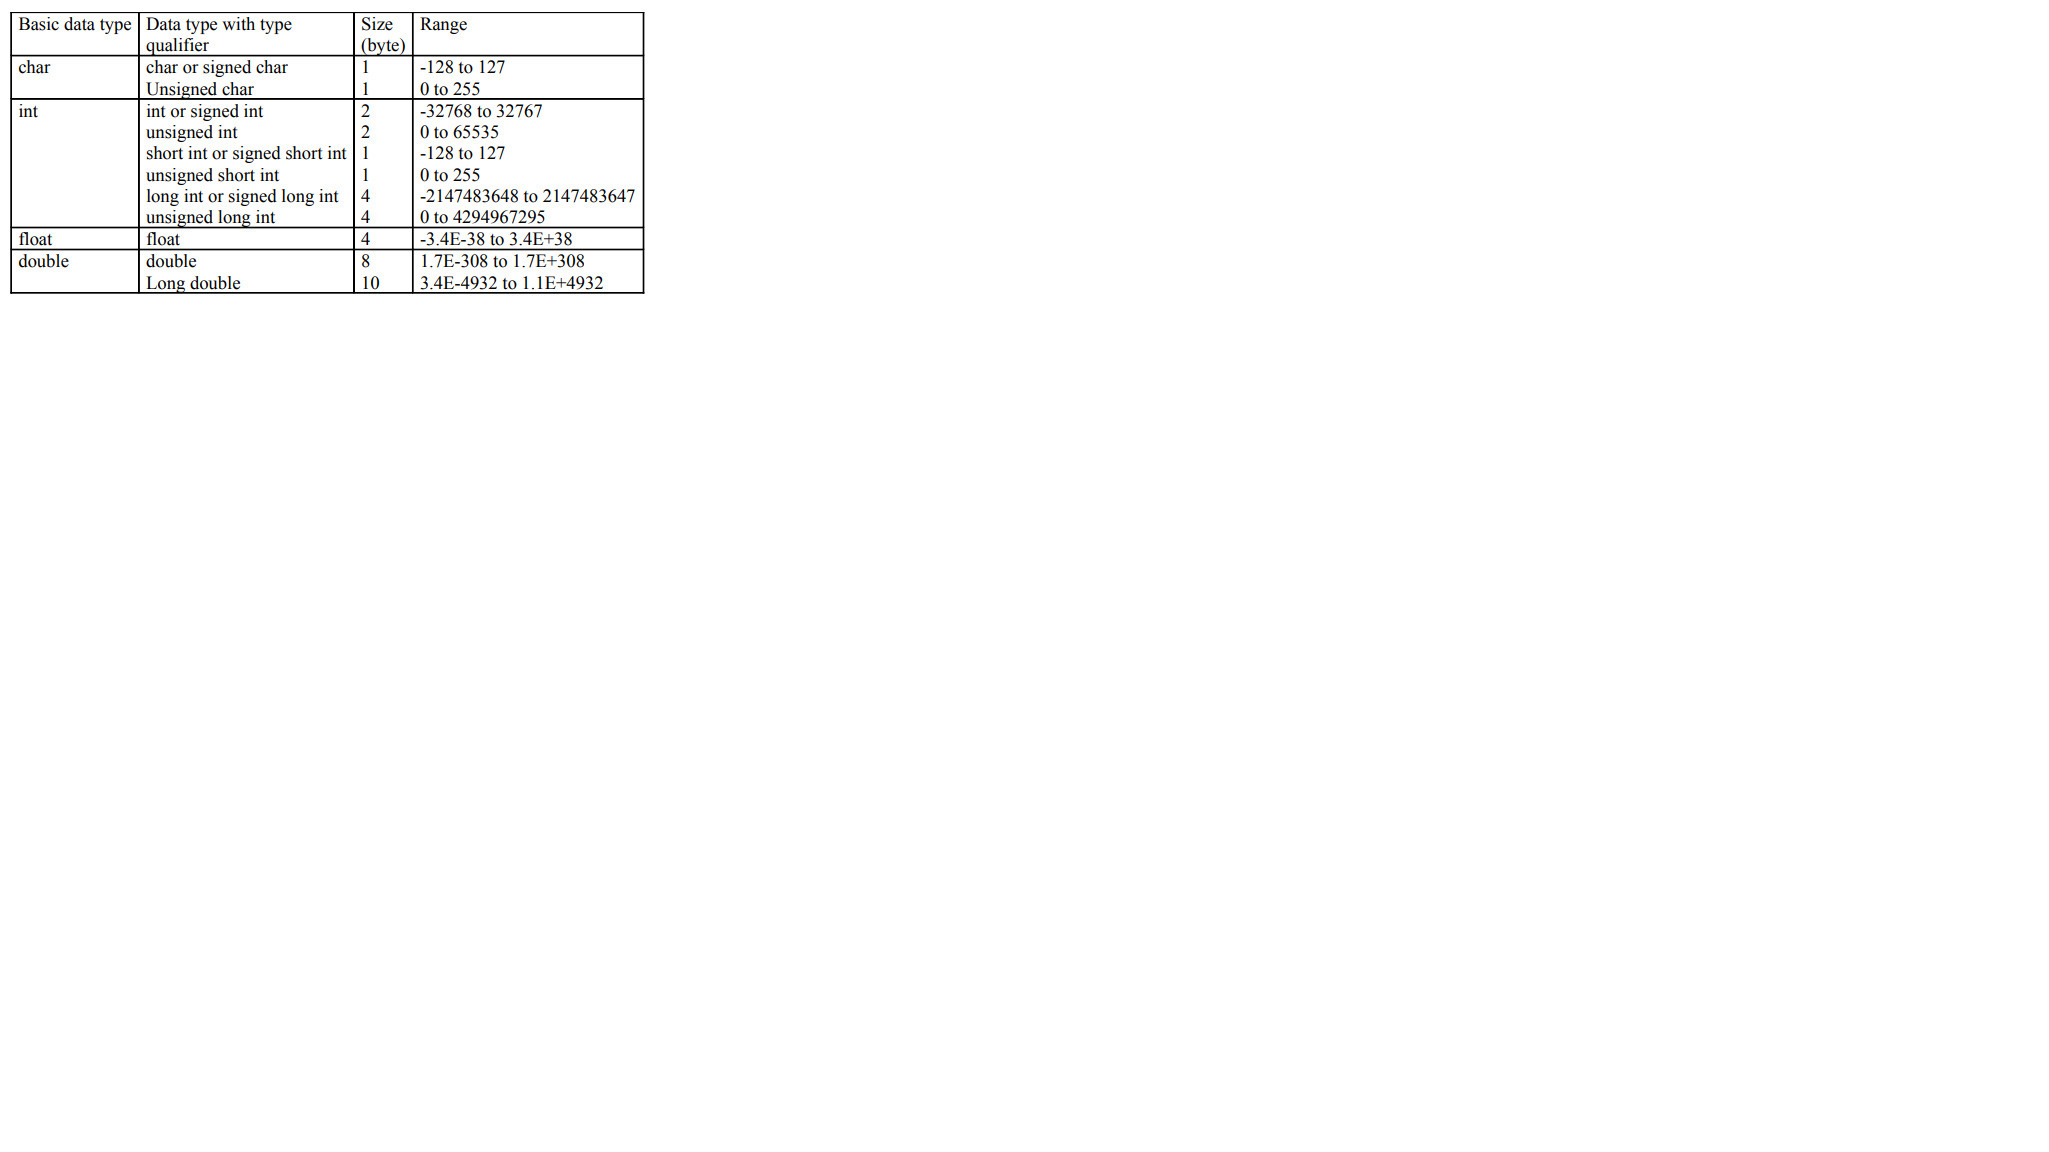 Basic data type Data type with type qualifier Size (byte) Range
char char or signed char 1 -128 to 127
Unsigned char 1 0 to 255
int int or signed int 2 -32768 to 32767
unsigned int 2 0 to 65535
short int or signed short int 1 -128 to 127
unsigned short int 1 0 to 255
long int or signed long int 4 -2147483648 to 2147483647
unsigned long int 4 0 to 4294967295
float float 4 -3.4E-38 to 3.4E+38
double double 8 1.7E-308 to 1.7E+308
Long double 10 3.4E-4932 to 1.1E+4932